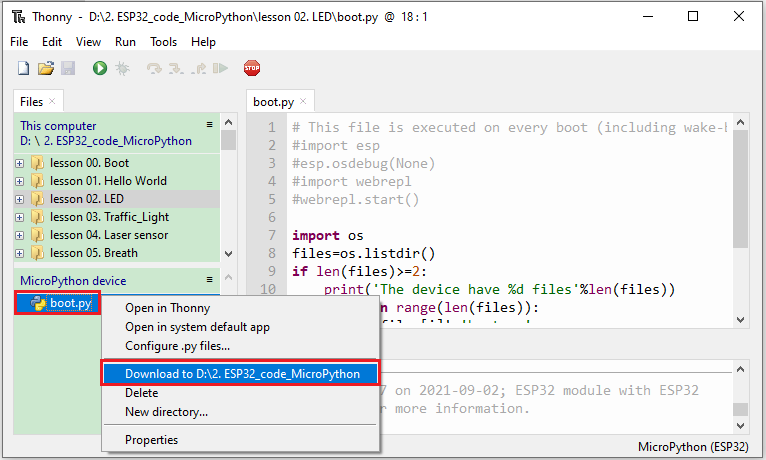 Thonny - D:\2. ESP32_code_MicroPython\lesson 02. LED\boot.py @ 18 : 1
File Edit View Run Tools Help
STOP
Files
This computer
D: \ 2. ESP32_code_MicroPython
lesson 00. Boot
lesson 01. Hello World
lesson 02. LED
lesson 03. Traffic_Light
lesson 04. Laser sensor
lesson 05. Breath
MicroPython device
boot.py
Open in Thonny
Open in system default app
Configure .py files...
Download to D:\2. ESP32_code_MicroPython
Delete
New directory...
Properties
boot.py
1 # This file is executed on every boot (including wake-
2 #import esp
3 #esp.osdebug(None)
4 #import webrepl
5 #webrepl.start()
6
7 import os
8 files=os.listdir()
9 if len(files)>=2:
10 print('The device have %d files'%len(files))
n range(len(files)):
7 on 2021-09-02; ESP32 module with ESP32
r more information.
MicroPython (ESP32)